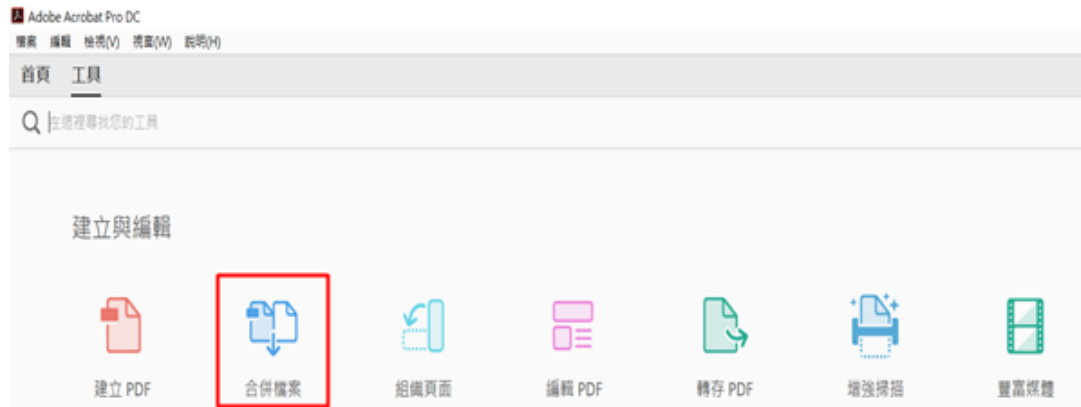 Adobe Acrobat Pro DC
檔案 編輯 檢視(V) 視窗(W) 說明(H)
首頁 工具
在這裡尋找您的工具
建立與編輯
建立 PDF 合併檔案 組織頁面 編輯 PDF 轉存 PDF 增強掃描 豐富媒體